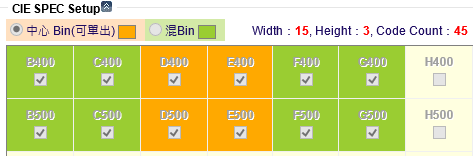 CIE SPEC Setup
中心 Bin(可單出) 混Bin Width : 15, Height : 3, Code Count : 45
B400 C400 D400 E400 F400 G400 H400
B500 C500 D500 E500 F500 G500 H500